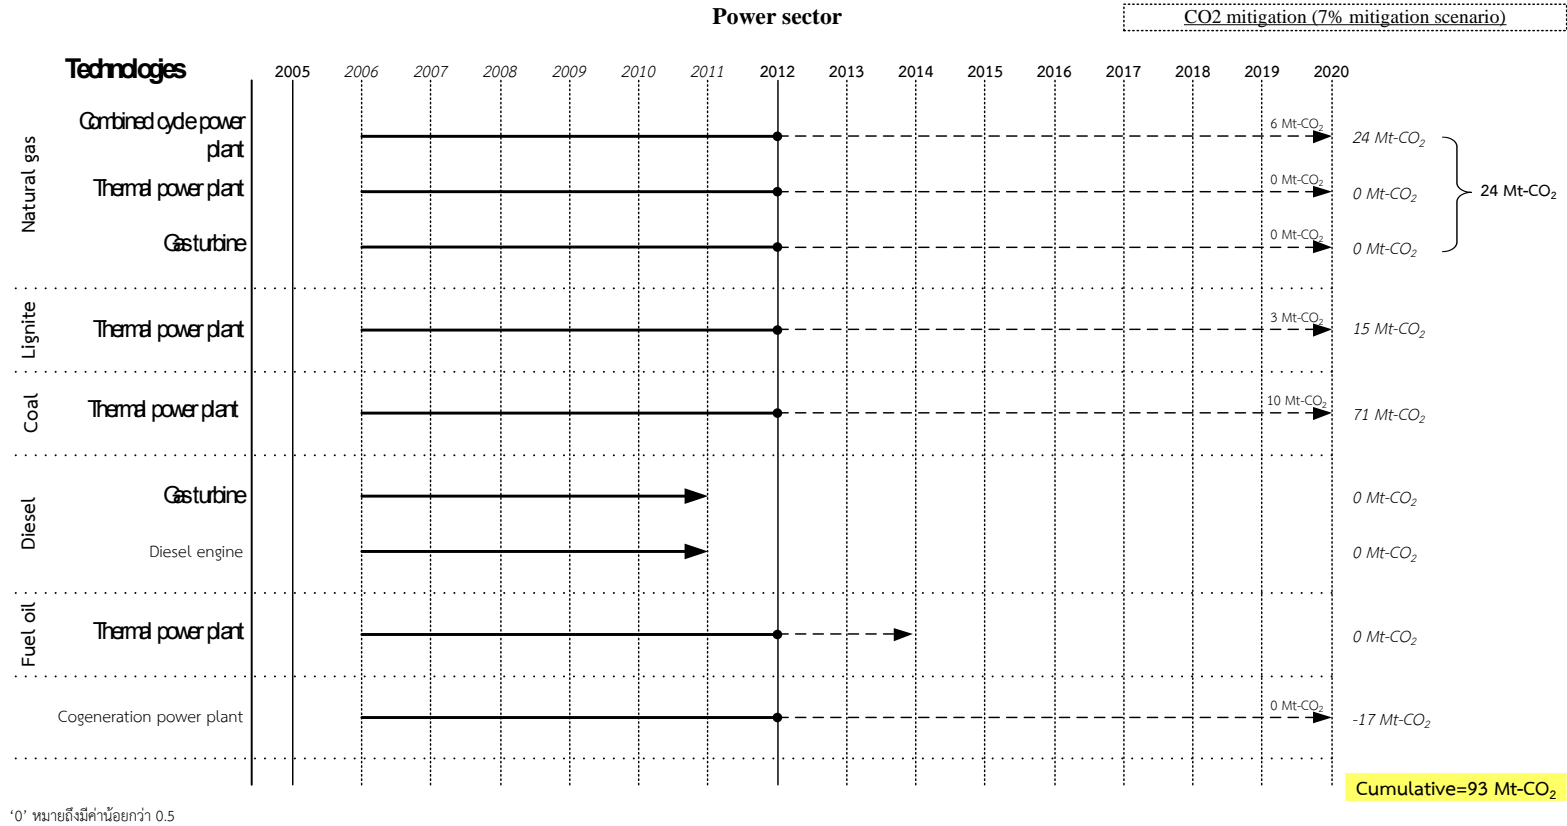 Power sector
CO2 mitigation (7% mitigation scenario)
Technologies
2005 2006 2007 2008 2009 2010 2011 2012 2013 2014 2015 2016 2017 2018 2019 2020
Natural gas
Combined cycle power
plant
6 Mt-CO₂
24 Mt-CO₂
Thermal power plant
0 Mt-CO₂
0 Mt-CO₂
24 Mt-CO₂
Gas turbine
0 Mt-CO₂
0 Mt-CO₂
Lignite
Thermal power plant
3 Mt-CO₂
15 Mt-CO₂
Coal
Thermal power plant
10 Mt-CO₂
71 Mt-CO₂
Diesel
Gas turbine
0 Mt-CO₂
Diesel engine
0 Mt-CO₂
Fuel oil
Thermal power plant
0 Mt-CO₂
Cogeneration power plant
0 Mt-CO₂
-17 Mt-CO₂
Cumulative=93 Mt-CO₂
‘0’ หมายถึงมีค่าน้อยกว่า 0.5